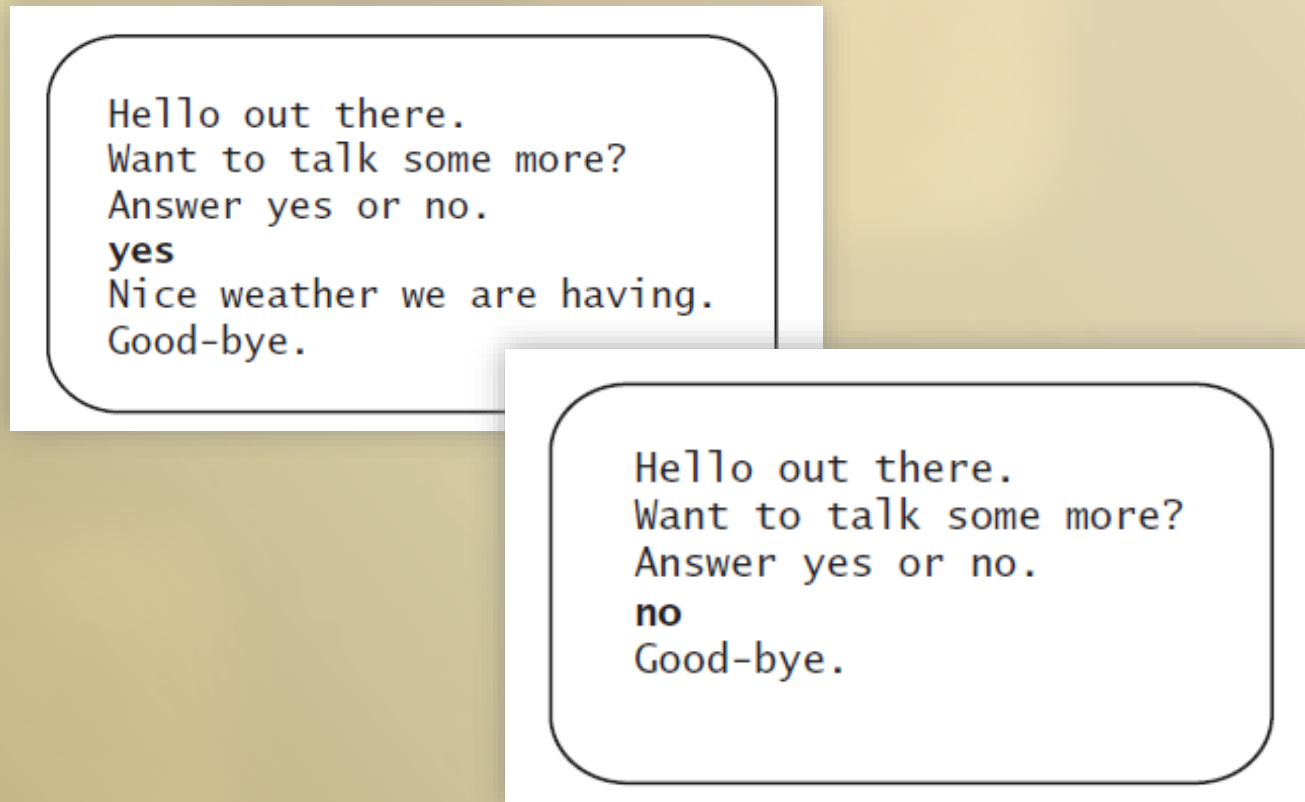 Hello out there.
Want to talk some more?
Answer yes or no.
yes
Nice weather we are having.
Good-bye.
Hello out there.
Want to talk some more?
Answer yes or no.
no
Good-bye.